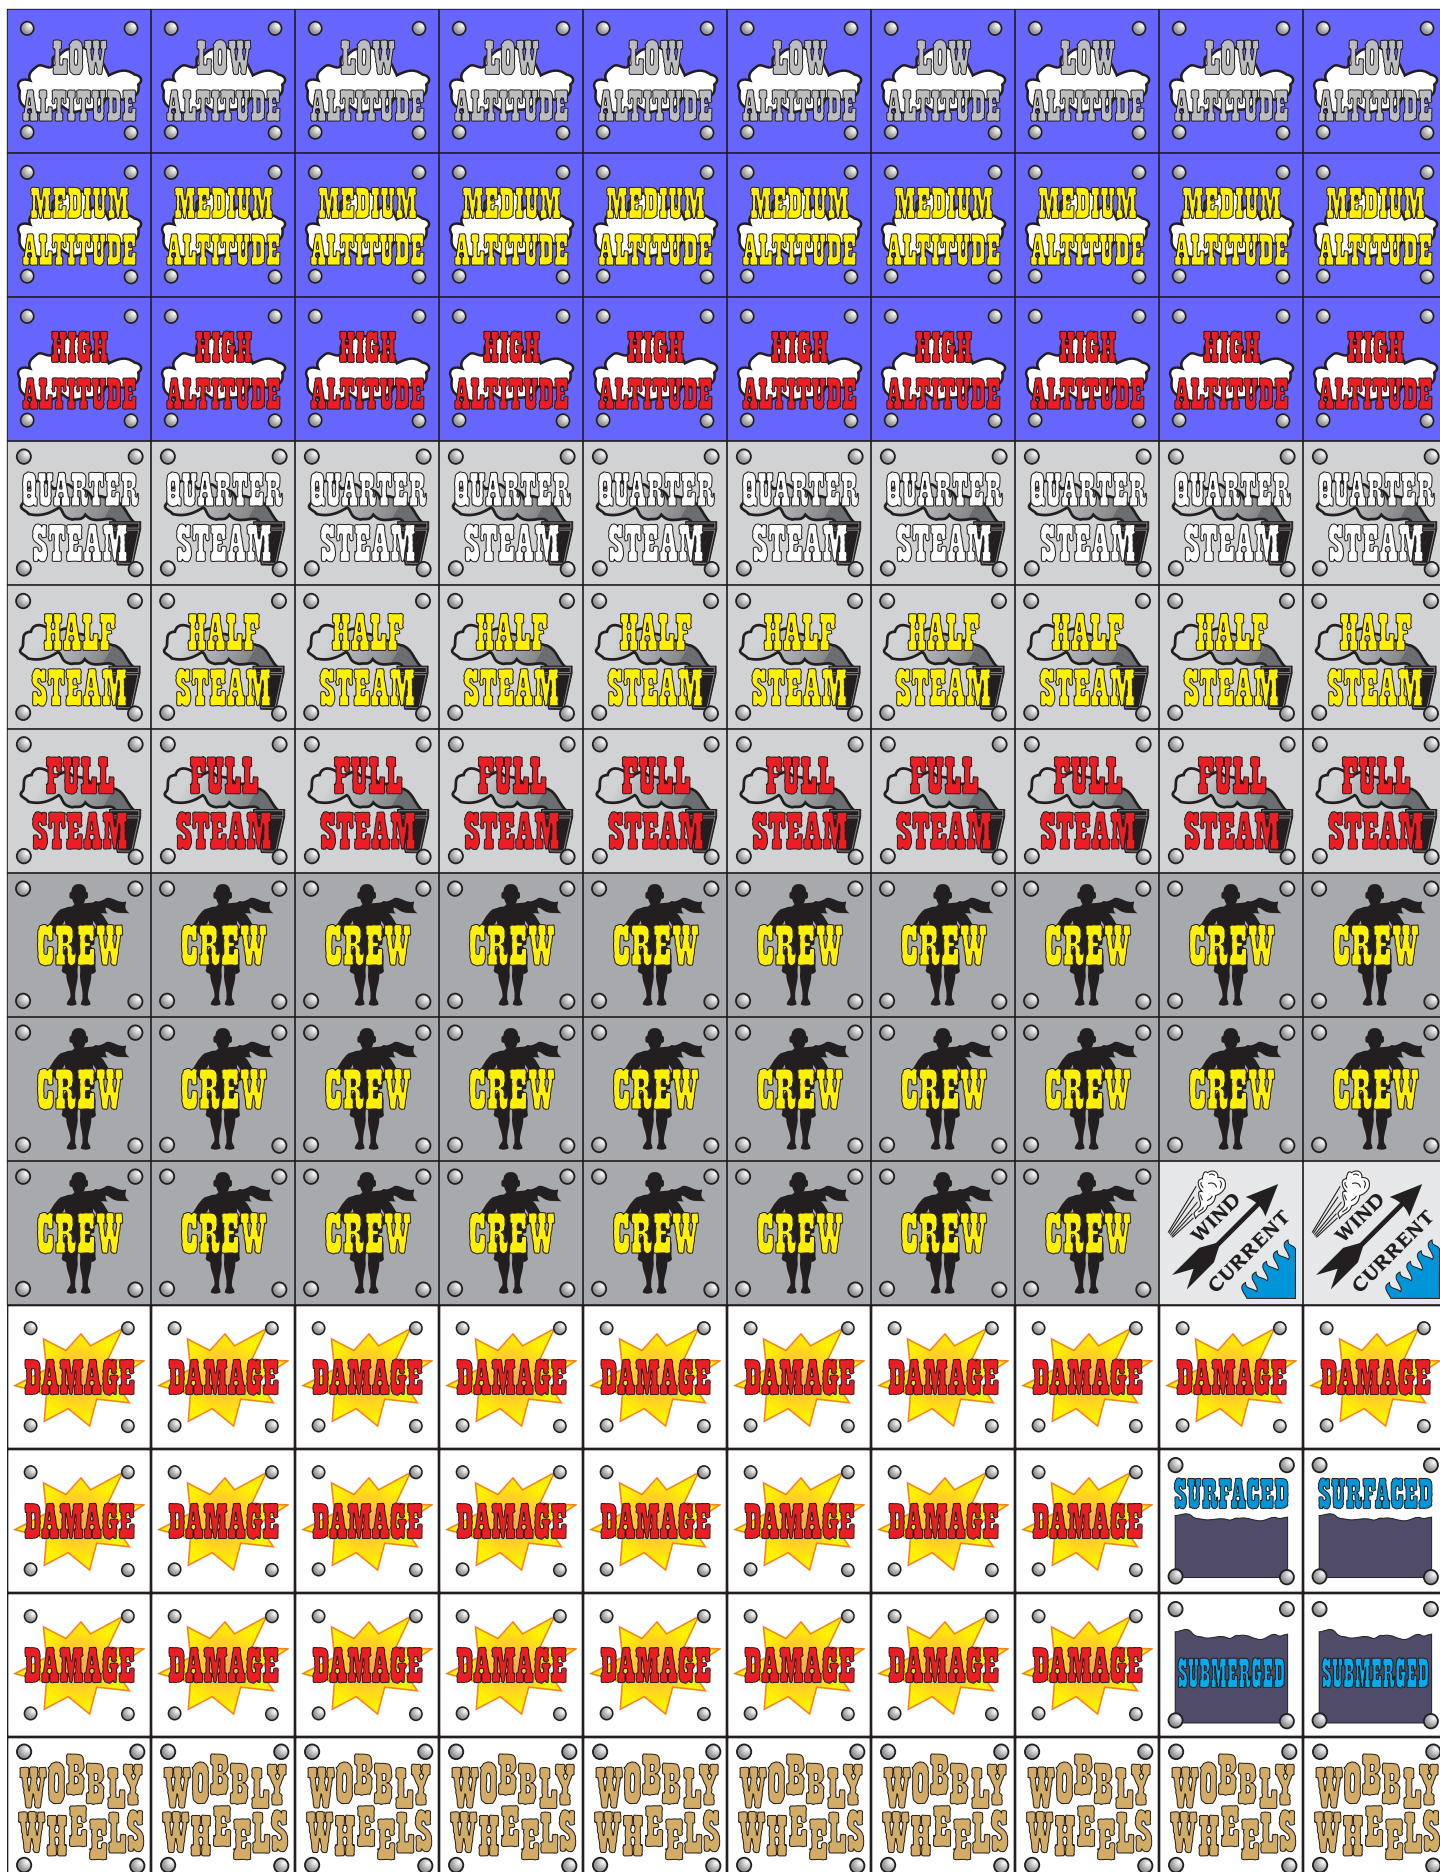 LOW LOW LOW LOW LOW LOW LOW LOW LOW LOW
ALTITUDE ALTITUDE ALTITUDE ALTITUDE ALTITUDE ALTITUDE ALTITUDE ALTITUDE ALTITUDE ALTITUDE
MEDIUM MEDIUM MEDIUM MEDIUM MEDIUM MEDIUM MEDIUM MEDIUM MEDIUM MEDIUM
ALTITUDE ALTITUDE ALTITUDE ALTITUDE ALTITUDE ALTITUDE ALTITUDE ALTITUDE ALTITUDE ALTITUDE
HIGH HIGH HIGH HIGH HIGH HIGH HIGH HIGH HIGH HIGH
ALTITUDE ALTITUDE ALTITUDE ALTITUDE ALTITUDE ALTITUDE ALTITUDE ALTITUDE ALTITUDE ALTITUDE
QUARTER QUARTER QUARTER QUARTER QUARTER QUARTER QUARTER QUARTER QUARTER QUARTER
STEAM STEAM STEAM STEAM STEAM STEAM STEAM STEAM STEAM STEAM
HALF HALF HALF HALF HALF HALF HALF HALF HALF HALF
STEAM STEAM STEAM STEAM STEAM STEAM STEAM STEAM STEAM STEAM
FULL FULL FULL FULL FULL FULL FULL FULL FULL FULL
STEAM STEAM STEAM STEAM STEAM STEAM STEAM STEAM STEAM STEAM
CREW CREW CREW CREW CREW CREW CREW CREW CREW CREW
CREW CREW CREW CREW CREW CREW CREW CREW CREW CREW
CREW CREW CREW CREW CREW CREW CREW CREW WIND WIND
CURRENT CURRENT
DAMAGE DAMAGE DAMAGE DAMAGE DAMAGE DAMAGE DAMAGE DAMAGE DAMAGE DAMAGE
DAMAGE DAMAGE DAMAGE DAMAGE DAMAGE DAMAGE DAMAGE DAMAGE SURFACED SURFACED
DAMAGE DAMAGE DAMAGE DAMAGE DAMAGE DAMAGE DAMAGE DAMAGE SUBMERGED SUBMERGED
WOBBLY WOBBLY WOBBLY WOBBLY WOBBLY WOBBLY WOBBLY WOBBLY WOBBLY WOBBLY
WHEELS WHEELS WHEELS WHEELS WHEELS WHEELS WHEELS WHEELS WHEELS WHEELS